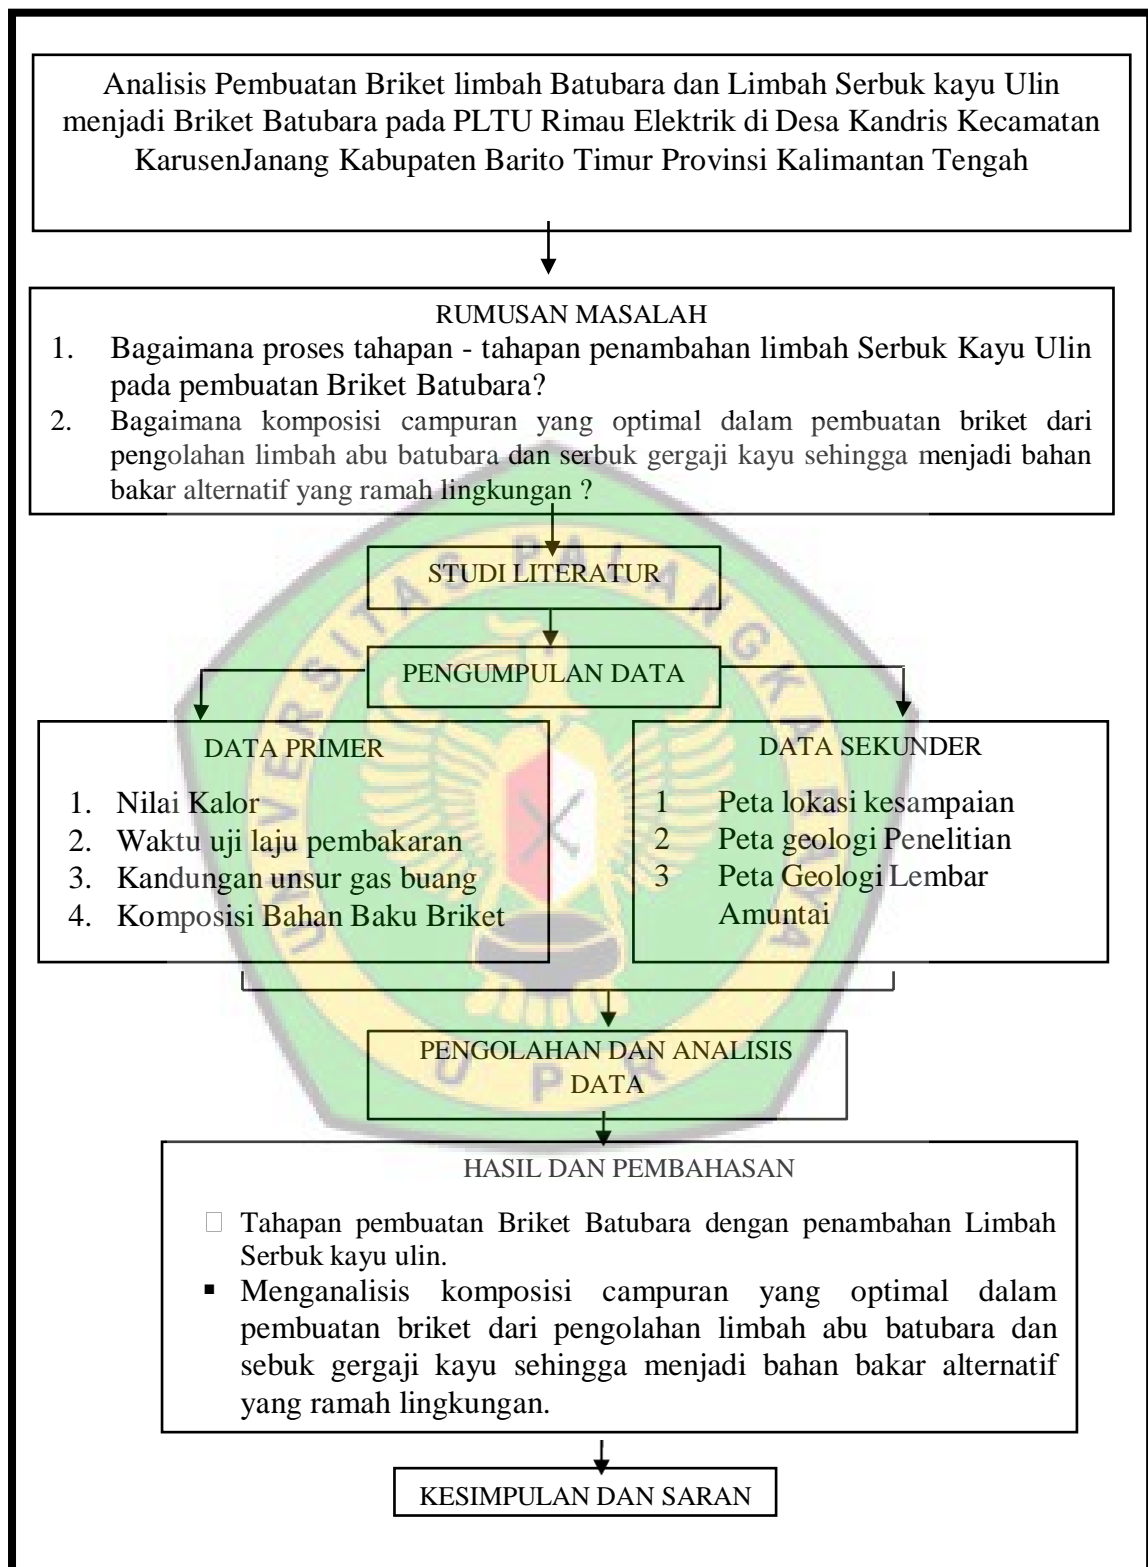 Analisis Pembuatan Briket limbah Batubara dan Limbah Serbuk kayu Ulin
menjadi Briket Batubara pada PLTU Rimau Elektrik di Desa Kandris Kecamatan
KarusenJanang Kabupaten Barito Timur Provinsi Kalimantan Tengah
RUMUSAN MASALAH
1. Bagaimana proses tahapan - tahapan penambahan limbah Serbuk Kayu Ulin
pada pembuatan Briket Batubara?
2. Bagaimana komposisi campuran yang optimal dalam pembuatan briket dari
pengolahan limbah abu batubara dan serbuk gergaji kayu sehingga menjadi bahan
bakar alternatif yang ramah lingkungan ?
STUDI LITERATUR
PENGUMPULAN DATA
DATA PRIMER
1. Nilai Kalor
2. Waktu uji laju pembakaran
3. Kandungan unsur gas buang
4. Komposisi Bahan Baku Briket
DATA SEKUNDER
1 Peta lokasi kesampaian
2 Peta geologi Penelitian
3 Peta Geologi Lembar
Amuntai
PENGOLAHAN DAN ANALISIS
DATA
HASIL DAN PEMBAHASAN
Tahapan pembuatan Briket Batubara dengan penambahan Limbah
Serbuk kayu ulin.
▪ Menganalisis komposisi campuran yang optimal dalam
pembuatan briket dari pengolahan limbah abu batubara dan
sebuk gergaji kayu sehingga menjadi bahan bakar alternatif
yang ramah lingkungan.
KESIMPULAN DAN SARAN
UNIVERSITAS PALANGKA RAYA
U P R